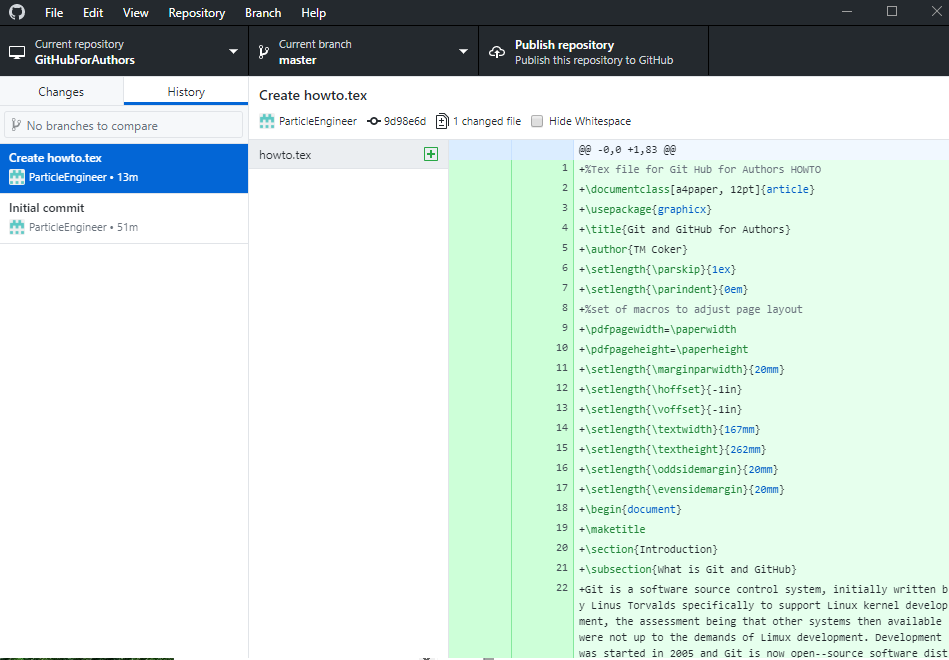 File Edit View Repository Branch Help
Current repository
GitHubForAuthors
Current branch
master
Publish repository
Publish this repository to GitHub
Changes
History
No branches to compare
Create howto.tex
ParticleEngineer • 13m
Initial commit
ParticleEngineer • 51m
Create howto.tex
ParticleEngineer 9d98e6d 1 changed file Hide Whitespace
howto.tex
@@ -0,0 +1,83 @@
1 +%Tex file for Git Hub for Authors HOWTO
2 +\documentclass[a4paper, 12pt]{article}
3 +\usepackage{graphicx}
4 +\title{Git and GitHub for Authors}
5 +\author{TM Coker}
6 +\setlength{\parskip}{1ex}
7 +\setlength{\parindent}{0em}
8 +%set of macros to adjust page layout
9 +\pdfpagewidth=\paperwidth
10 +\pdfpageheight=\paperheight
11 +\setlength{\marginparwidth}{20mm}
12 +\setlength{\hoffset}{-1in}
13 +\setlength{\voffset}{-1in}
14 +\setlength{\textwidth}{167mm}
15 +\setlength{\textheight}{262mm}
16 +\setlength{\oddsidemargin}{20mm}
17 +\setlength{\evensidemargin}{20mm}
18 +\begin{document}
19 +\maketitle
20 +\section{Introduction}
21 +\subsection{What is Git and GitHub}
22 +Git is a software source control system, initially written b
y Linus Torvalds specifically to support Linux kernel develop
ment, the assessment being that other systems then available
were not up to the demands of Limux development. Development
was started in 2005 and Git is now open--source software dist